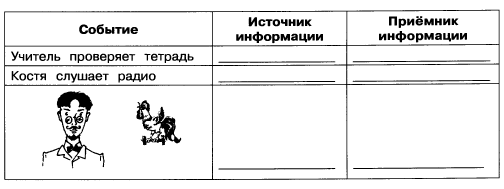 Событие
Источник информации
Приёмник информации
Учитель проверяет тетрадь
Костя слушает радио